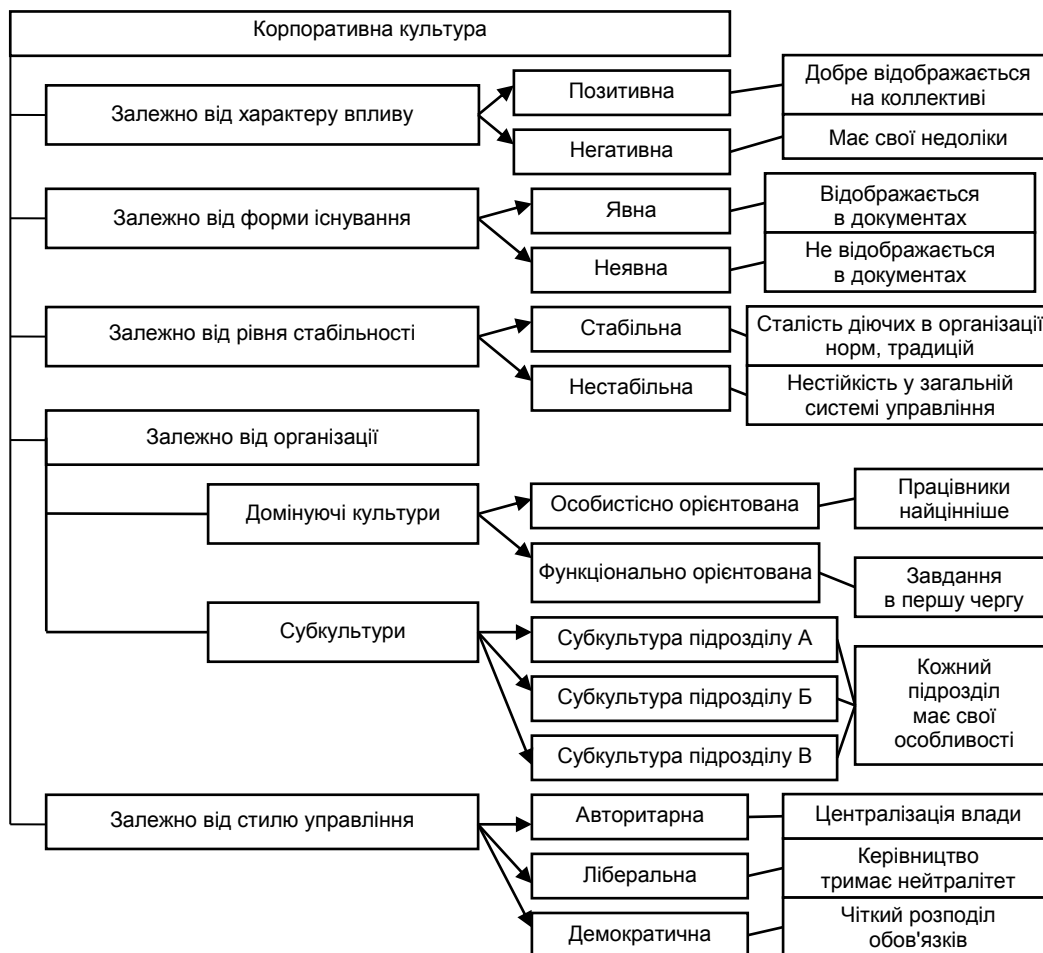 Корпоративна культура
Залежно від характеру впливу
Позитивна
Добре відображається
на коллективі
Негативна
Має свої недоліки
Залежно від форми існування
Явна
Відображається
в документах
Неявна
Не відображається
в документах
Залежно від рівня стабільності
Стабільна
Сталість діючих в організації
норм, традицій
Нестабільна
Нестійкість у загальній
системі управління
Залежно від організації
Домінуючі культури
Особистісно орієнтована
Працівники
найцінніше
Функціонально орієнтована
Завдання
в першу чергу
Субкультури
Субкультура підрозділу А
Субкультура підрозділу Б
Субкультура підрозділу В
Кожний
підрозділ
має свої
особливості
Залежно від стилю управління
Авторитарна
Централізація влади
Ліберальна
Керівництво
тримає нейтралітет
Демократична
Чіткий розподіл
обов'язків